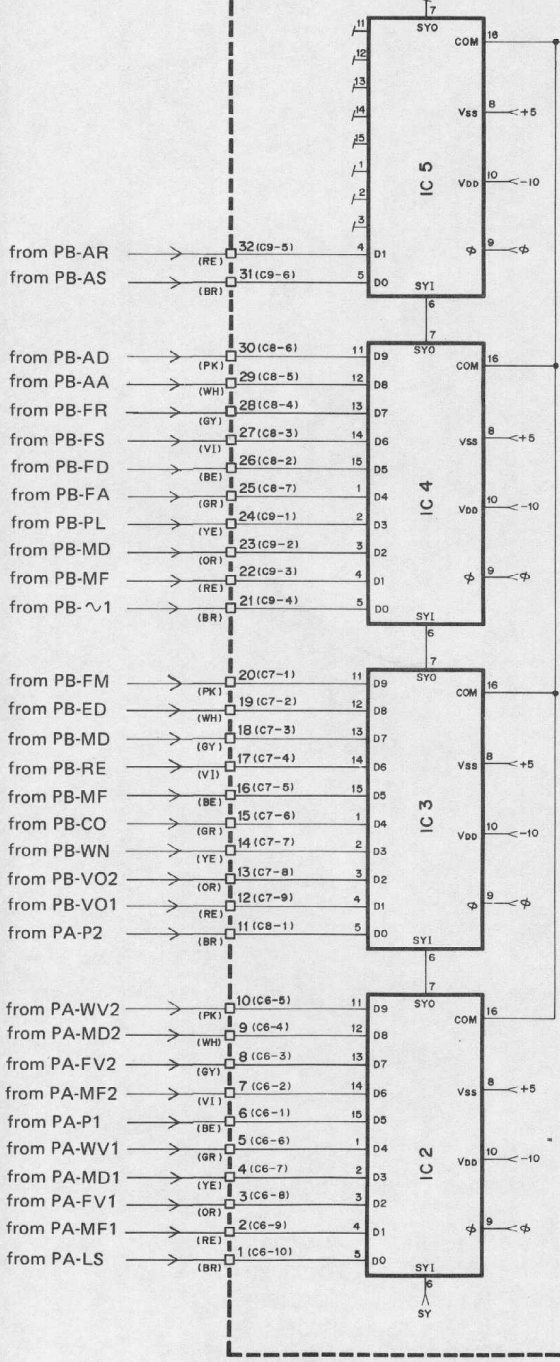 7
SYO
11
COM 16
12
13
Vss 8 +5
14
15
IC 5
1
VDD 10 -10
2
3
from PB-AR (RE) 32 (C9-5) 4 D1 φ 9 φ
from PB-AS (BR) 31 (C9-6) 5 D0
SYI
6
7
SYO
from PB-AD (PK) 30 (C8-6) 11 D9 COM 16
from PB-AA (WH) 29 (C8-5) 12 D8
from PB-FR (GY) 28 (C8-4) 13 D7
from PB-FS (VI) 27 (C8-3) 14 D6 VSS 8 +5
from PB-FD (BE) 26 (C8-2) 15 D5
from PB-FA (GR) 25 (C8-7) 1 D4
IC 4
from PB-PL (YE) 24 (C9-1) 2 D3 VDD 10 -10
from PB-MD (OR) 23 (C9-2) 3 D2
from PB-MF (RE) 22 (C9-3) 4 D1 φ 9 φ
from PB-∿1 (BR) 21 (C9-4) 5 D0
SYI
6
7
SYO
from PB-FM (PK) 20 (C7-1) 11 D9 COM 16
from PB-ED (WH) 19 (C7-2) 12 D8
from PB-MD (GY) 18 (C7-3) 13 D7
from PB-RE (VI) 17 (C7-4) 14 D6 VSS 8 +5
from PB-MF (BE) 16 (C7-5) 15 D5
from PB-CO (GR) 15 (C7-6) 1 D4
IC 3
from PB-WN (YE) 14 (C7-7) 2 D3 VDD 10 -10
from PB-VO2 (OR) 13 (C7-8) 3 D2
from PB-VO1 (RE) 12 (C7-9) 4 D1 φ 9 φ
from PA-P2 (BR) 11 (C8-1) 5 D0
SYI
6
7
SYO
from PA-WV2 (PK) 10 (C6-5) 11 D9 COM 16
from PA-MD2 (WH) 9 (C6-4) 12 D8
from PA-FV2 (GY) 8 (C6-3) 13 D7
from PA-MF2 (VI) 7 (C6-2) 14 D6 Vss 8 +5
from PA-P1 (BE) 6 (C6-1) 15 D5
from PA-WV1 (GR) 5 (C6-6) 1 D4
IC 2
from PA-MD1 (YE) 4 (C6-7) 2 D3 VDD 10 -10
from PA-FV1 (OR) 3 (C6-8) 3 D2
from PA-MF1 (RE) 2 (C6-9) 4 D1 φ 9 φ
from PA-LS (BR) 1 (C6-10) 5 D0
SYI
6
SY